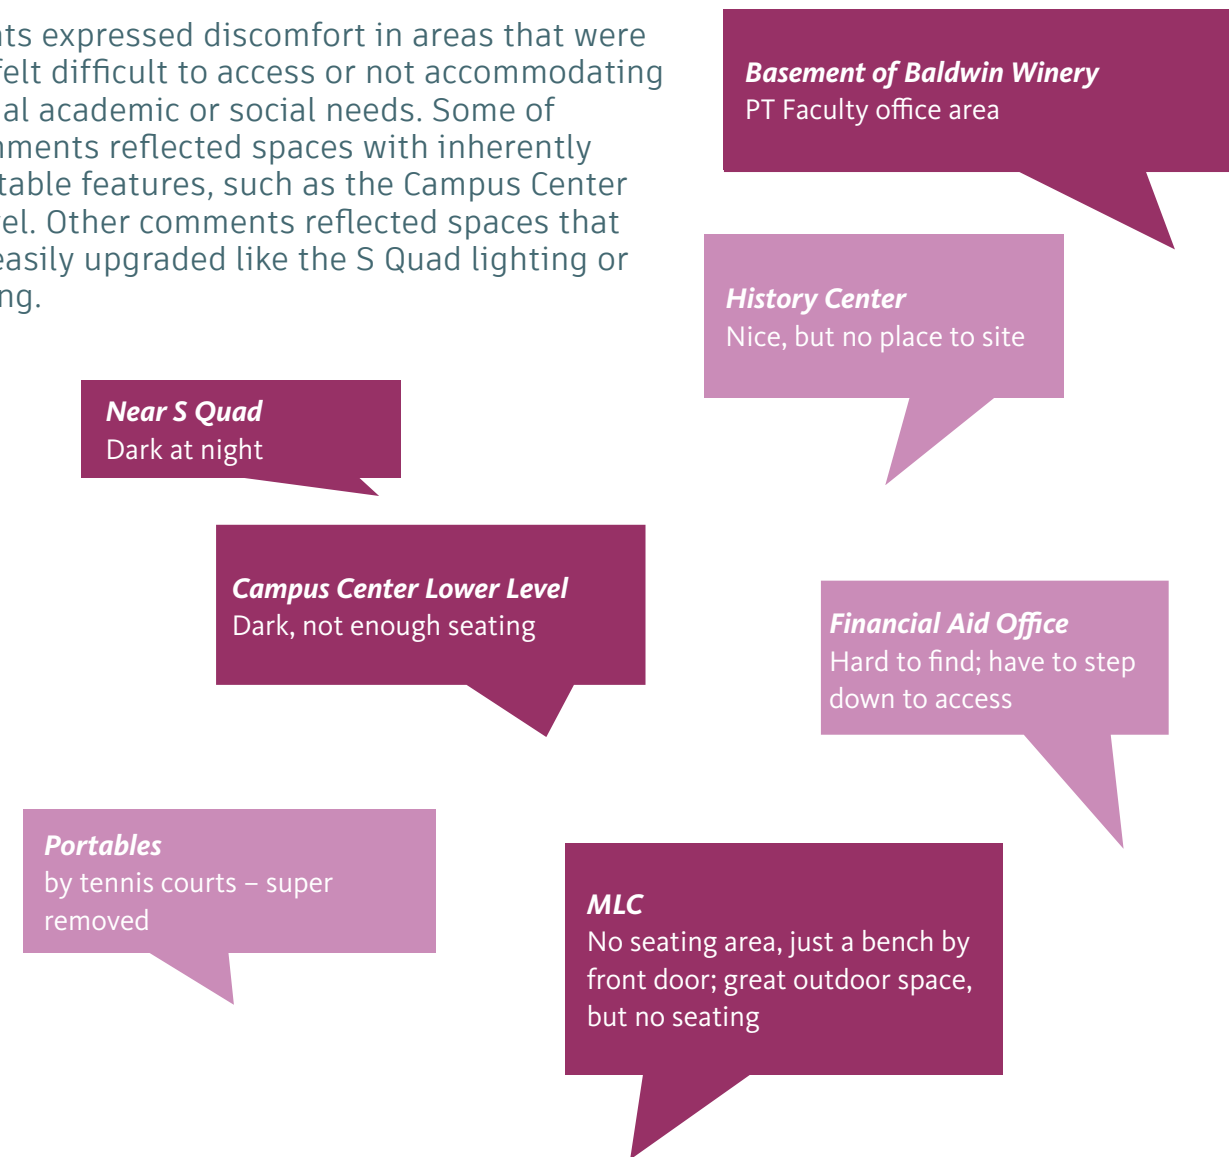 nts expressed discomfort in areas that were
felt difficult to access or not accommodating
al academic or social needs. Some of
nments reflected spaces with inherently
table features, such as the Campus Center
vel. Other comments reflected spaces that
easily upgraded like the S Quad lighting or
ng.
Basement of Baldwin Winery
PT Faculty office area
History Center
Nice, but no place to site
Near S Quad
Dark at night
Campus Center Lower Level
Dark, not enough seating
Financial Aid Office
Hard to find; have to step
down to access
Portables
by tennis courts – super
removed
MLC
No seating area, just a bench by
front door; great outdoor space,
but no seating